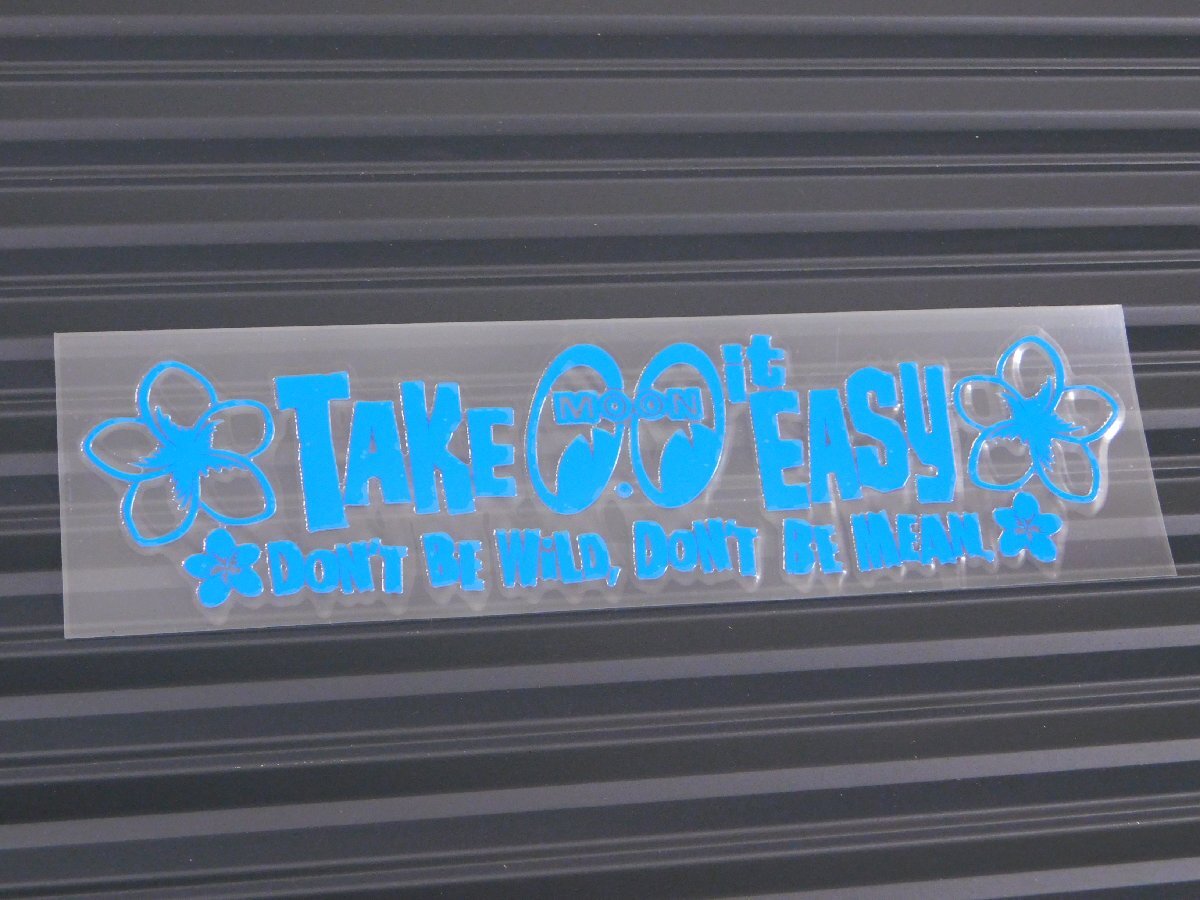 TAKE MOON it EASY
DON'T BE WiLD, DON'T BE MEAN,